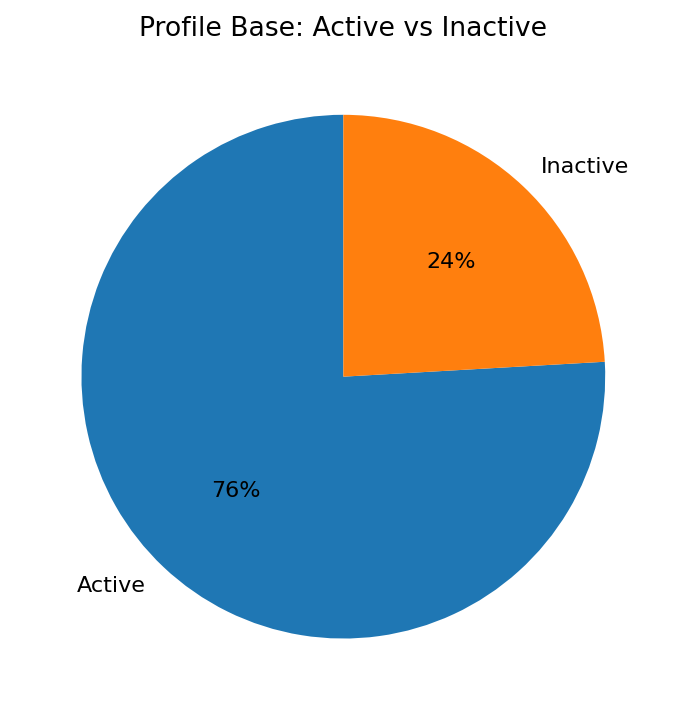 Profile Base: Active vs Inactive
Inactive
24%
76%
Active